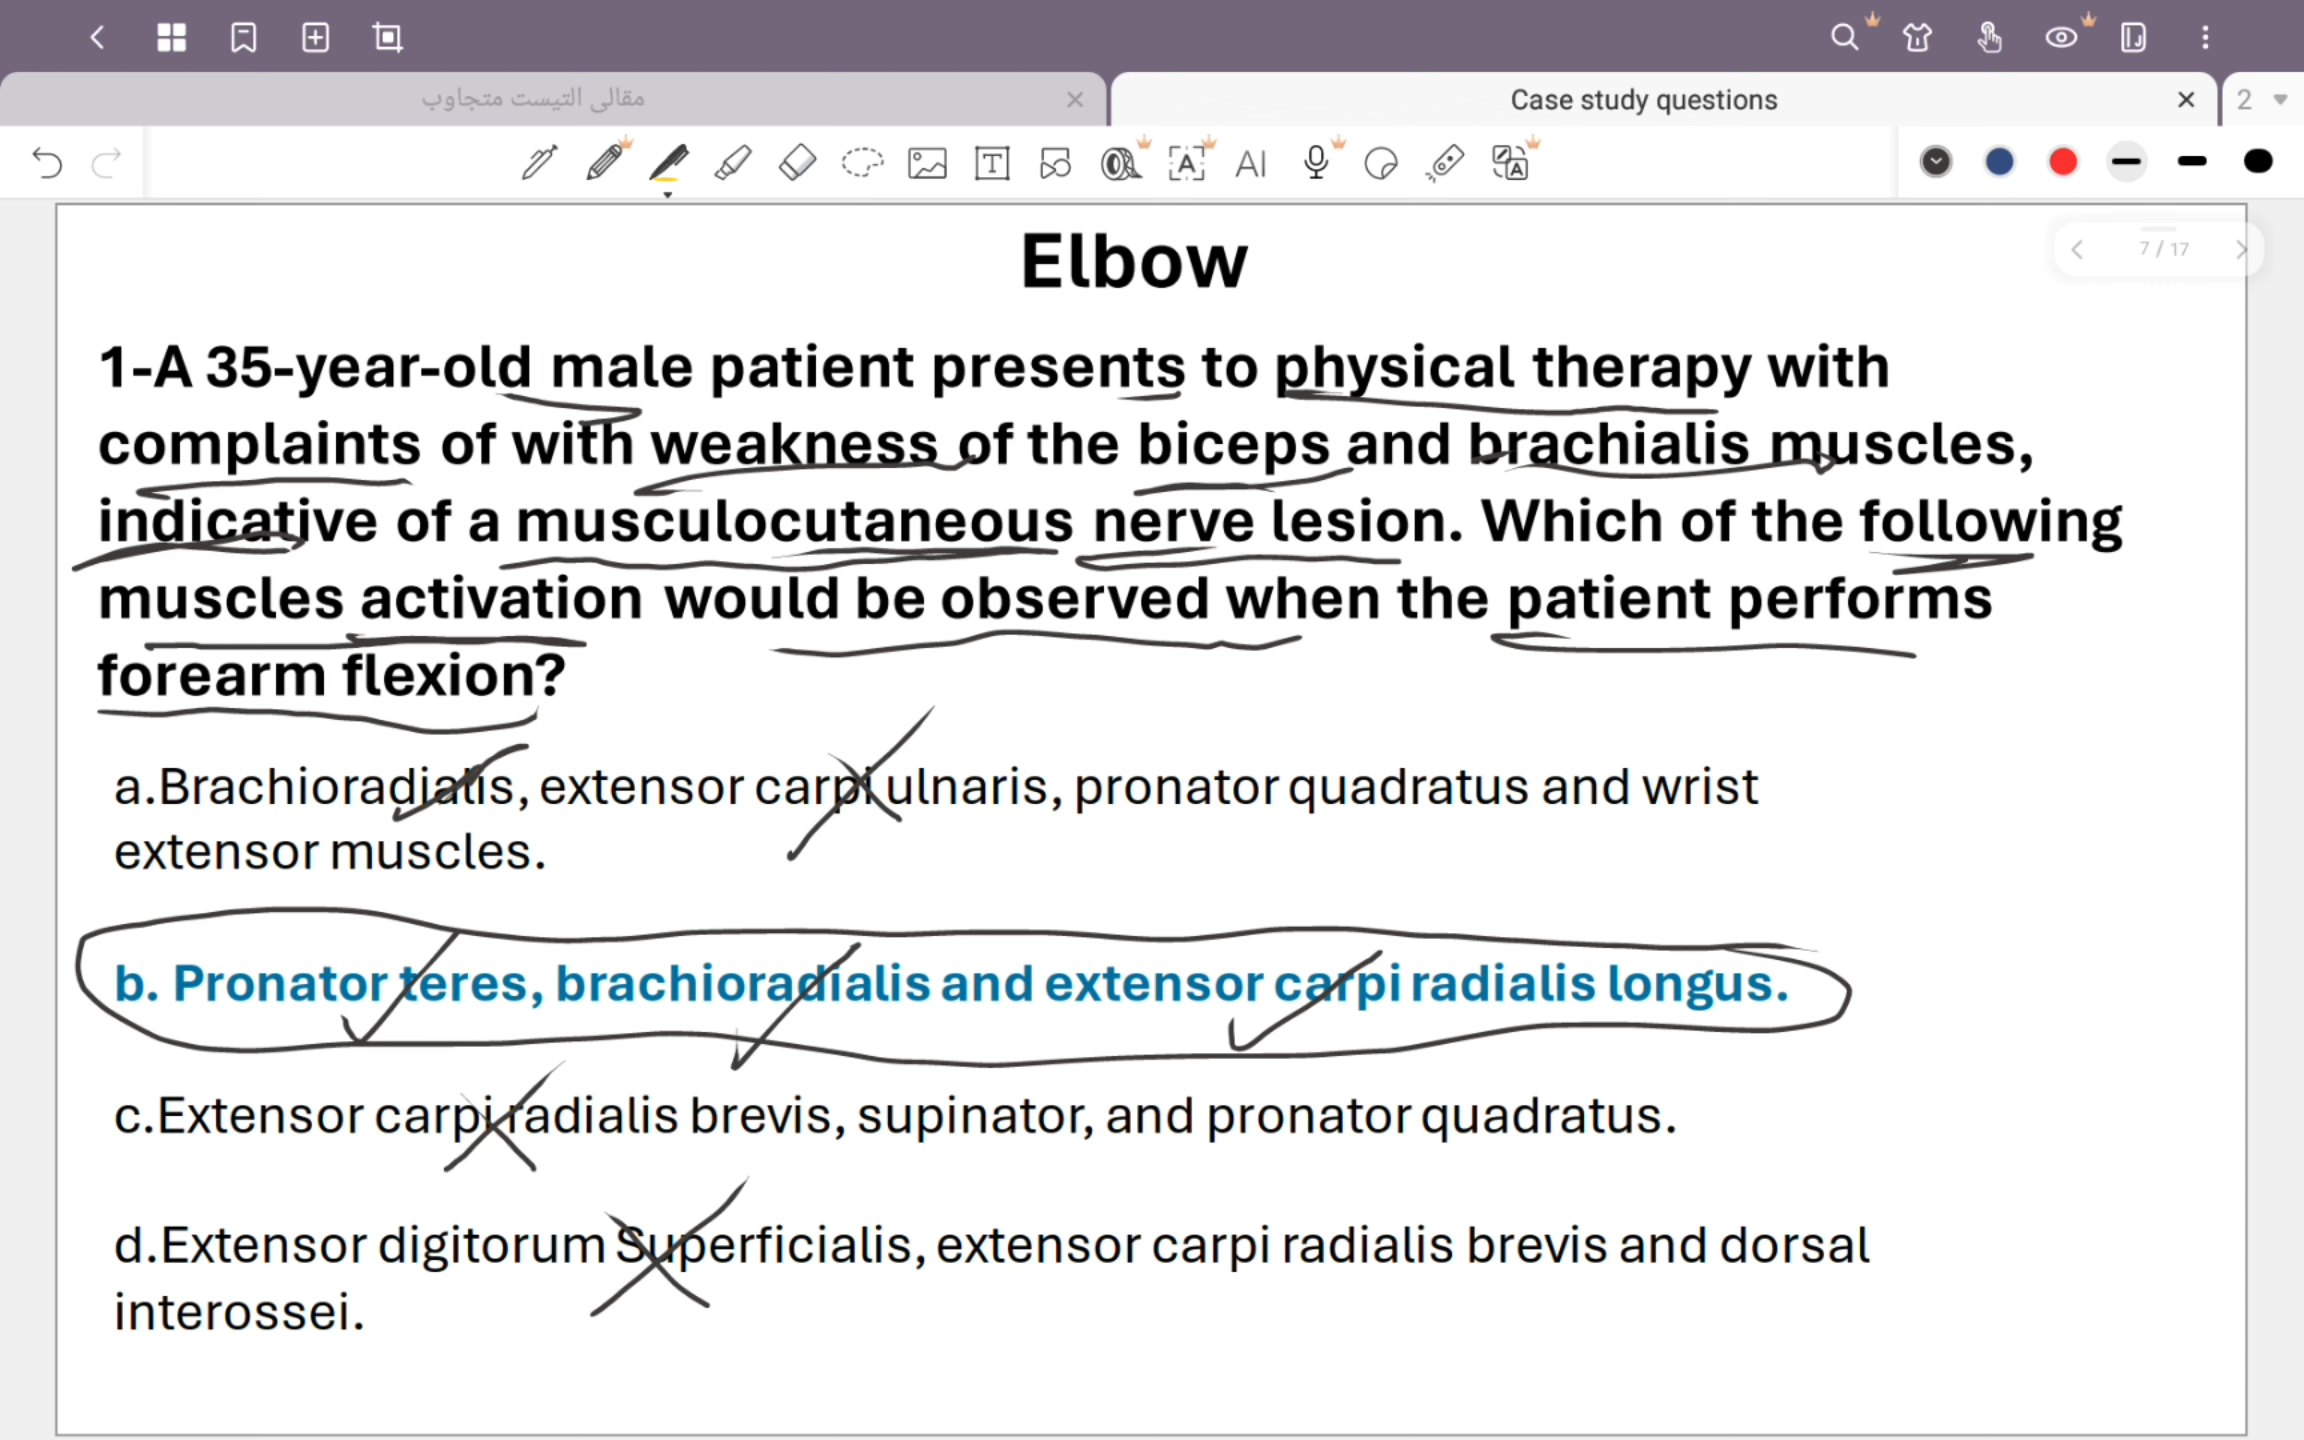 مقالى التيست متجاوب
Case study questions
2
AI
7 / 17
Elbow
1-A 35-year-old male patient presents to physical therapy with
complaints of with weakness of the biceps and brachialis muscles,
indicative of a musculocutaneous nerve lesion. Which of the following
muscles activation would be observed when the patient performs
forearm flexion?
a.Brachioradialis, extensor carpi ulnaris, pronator quadratus and wrist
extensor muscles.
b. Pronator teres, brachioradialis and extensor carpi radialis longus.
c.Extensor carpi radialis brevis, supinator, and pronator quadratus.
d.Extensor digitorum Superficialis, extensor carpi radialis brevis and dorsal
interossei.